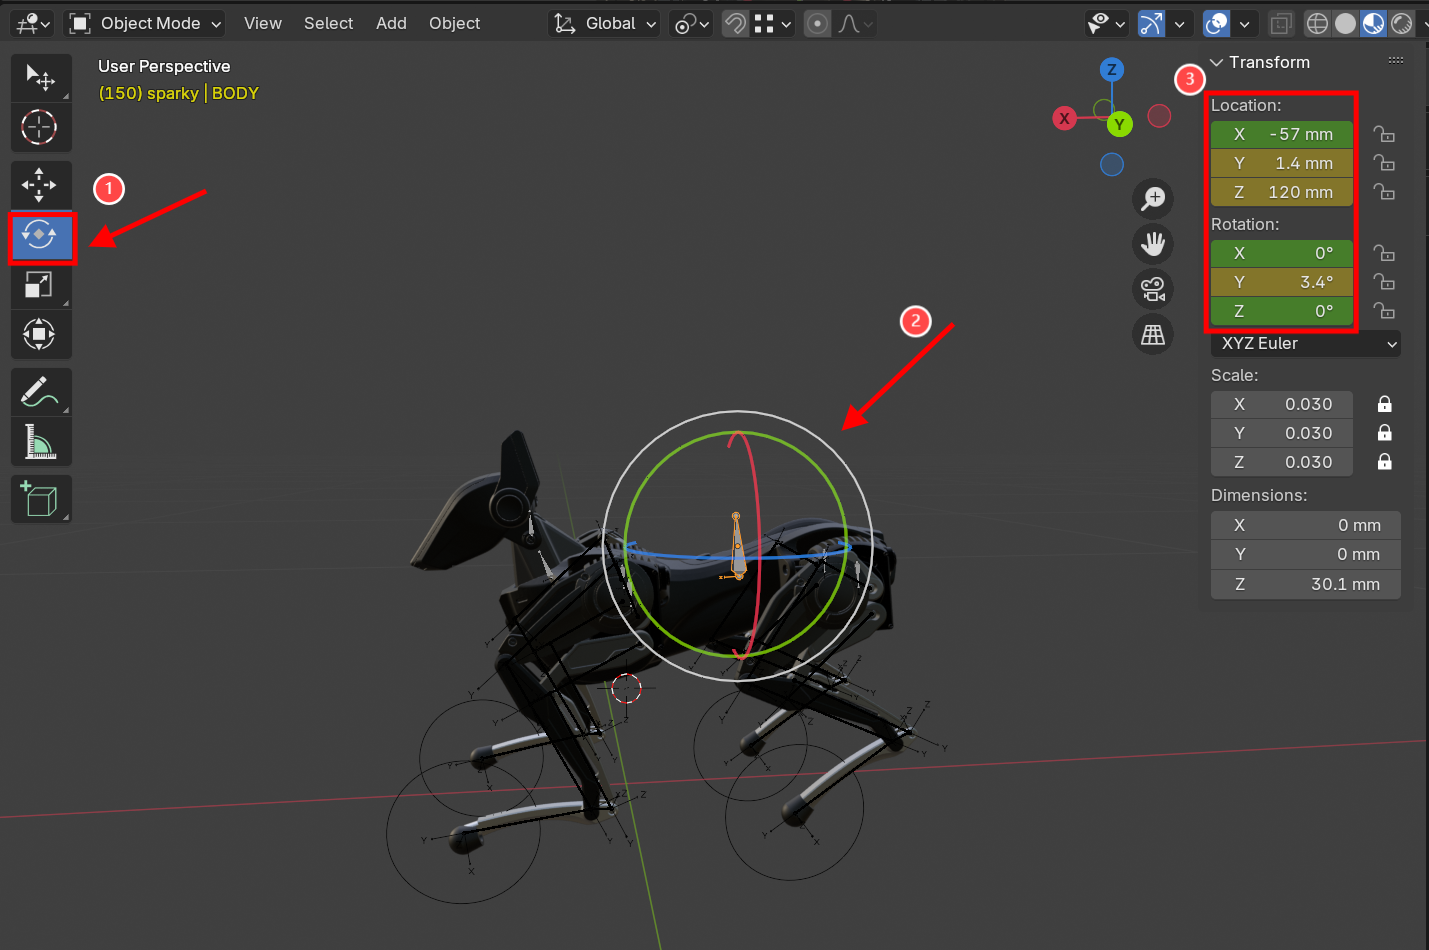 Object Mode View Select Add Object Global
User Perspective
(150) sparky | BODY
1
2
3
Z
X
Y
Transform
Location:
X -57 mm
Y 1.4 mm
Z 120 mm
Rotation:
X 0°
Y 3.4°
Z 0°
XYZ Euler
Scale:
X 0.030
Y 0.030
Z 0.030
Dimensions:
X 0 mm
Y 0 mm
Z 30.1 mm